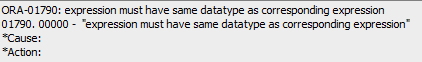 ORA-01790: expression must have same datatype as corresponding expression
01790. 00000 -  "expression must have same datatype as corresponding expression"
*Cause:
*Action: